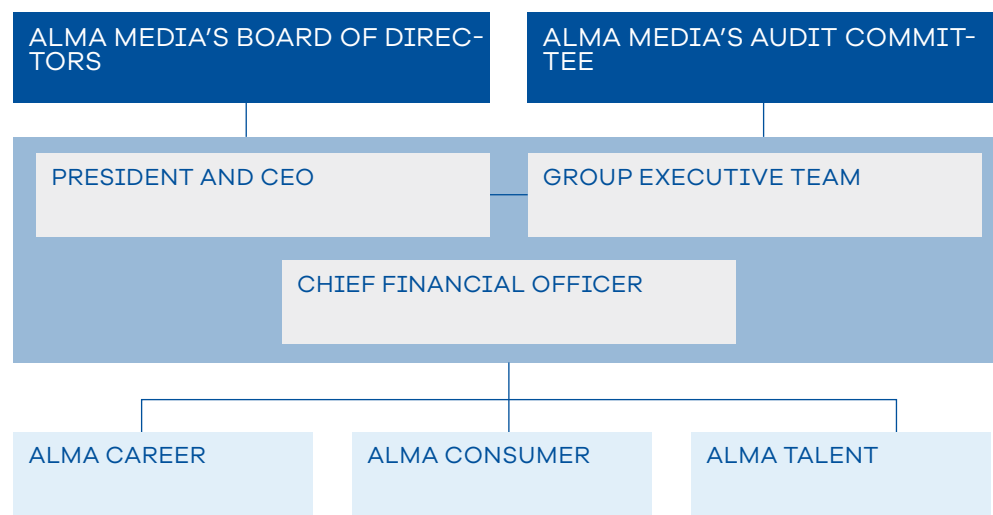 ALMA MEDIA'S BOARD OF DIREC-
TORS
ALMA MEDIA'S AUDIT COMMIT-
TEE
PRESIDENT AND CEO
GROUP EXECUTIVE TEAM
CHIEF FINANCIAL OFFICER
ALMA CAREER
ALMA CONSUMER
ALMA TALENT